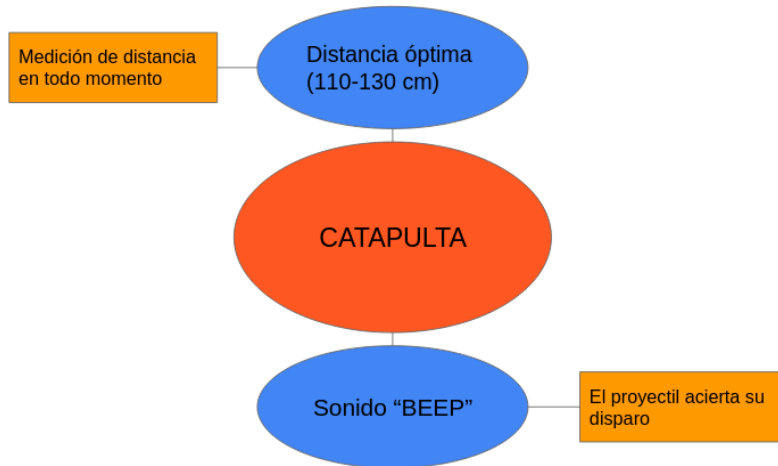 Medición de distancia
en todo momento
Distancia óptima
(110-130 cm)
CATAPULTA
Sonido “BEEP”
El proyectil acierta su
disparo